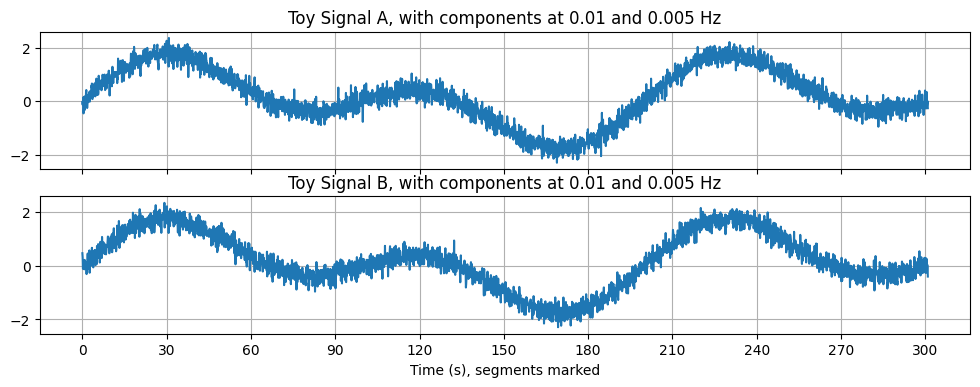 Toy Signal A, with components at 0.01 and 0.005 Hz
2
0
−2
Toy Signal B, with components at 0.01 and 0.005 Hz
2
0
−2
0 30 60 90 120 150 180 210 240 270 300
Time (s), segments marked